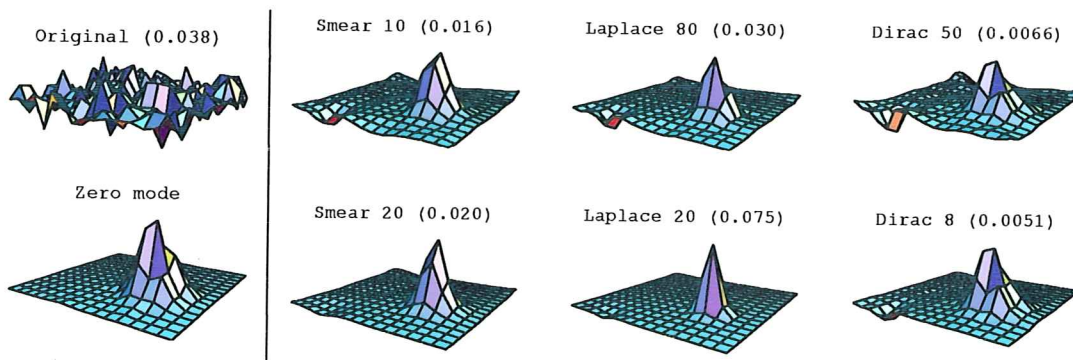 Original (0.038)
Smear 10 (0.016)
Laplace 80 (0.030)
Dirac 50 (0.0066)
Zero mode
Smear 20 (0.020)
Laplace 20 (0.075)
Dirac 8 (0.0051)